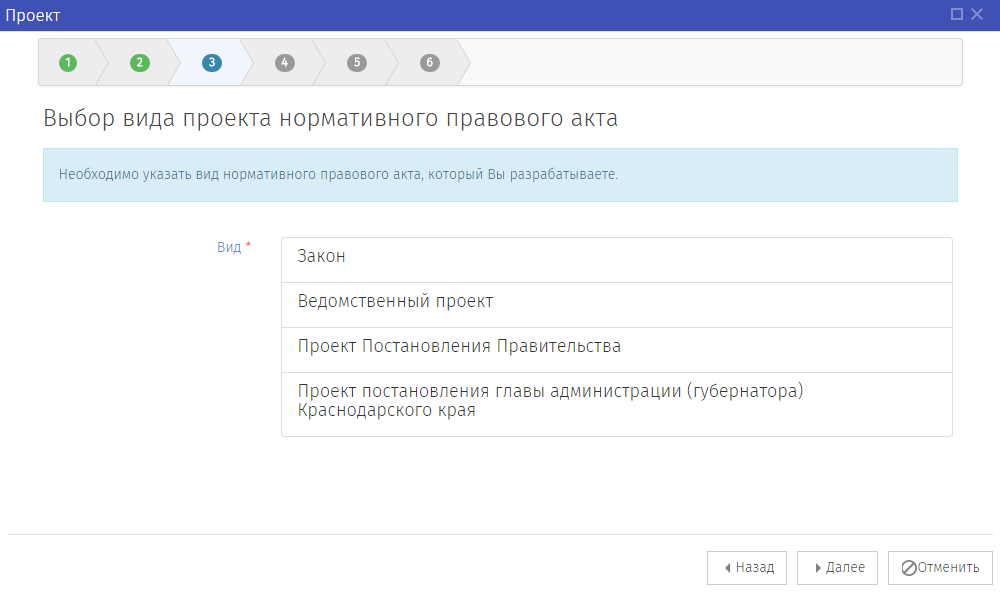 Проект
1 2 3 4 5 6
Выбор вида проекта нормативного правового акта
Необходимо указать вид нормативного правового акта, который Вы разрабатываете.
Вид *
Закон
Ведомственный проект
Проект Постановления Правительства
Проект постановления главы администрации (губернатора)
Краснодарского края
Назад Далее Отменить